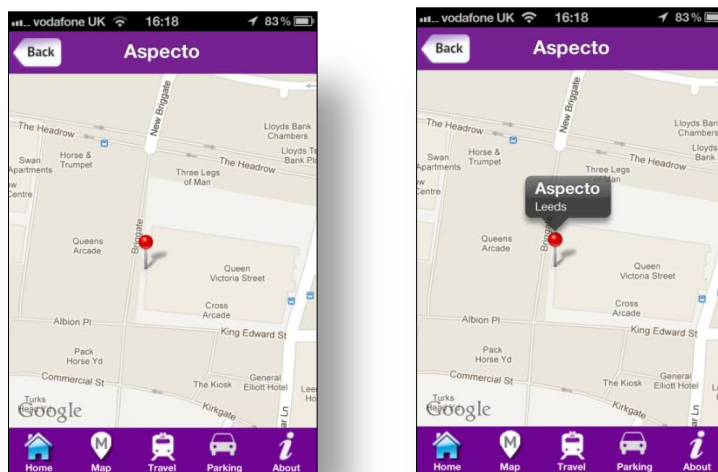 vodafone UK 16:18 83%
Back Aspecto
New Briggate
The Headrow
Lloyds Bank
Chambers
Swan
Apartments
Horse &
Trumpet
Three Legs
of Man
The Headrow
Lloyds
Bank
Centre
Briggate
Queens
Arcade
Queen
Victoria Street
Cross
Arcade
Albion Pl
King Edward St
Pack
Horse Yd
Commercial St
The Kiosk
General
Elliott Hotel
Turks
Kirkgate
Google
Home Map Travel Parking About
vodafone UK 16:18 83%
Back Aspecto
New Briggate
The Headrow
Lloyds Ban
Chambers
Swan
Apartments
Horse &
Trumpet
Three Legs
of Man
The Headrow
Lloyds
Bank
Centre
Aspecto
Leeds
Queens
Arcade
Queen
Victoria Street
Cross
Arcade
Albion Pl
King Edward St
Pack
Horse Yd
Commercial St
The Kiosk
General
Elliott Hotel
Turks
Kirkgate
Google
Home Map Travel Parking About